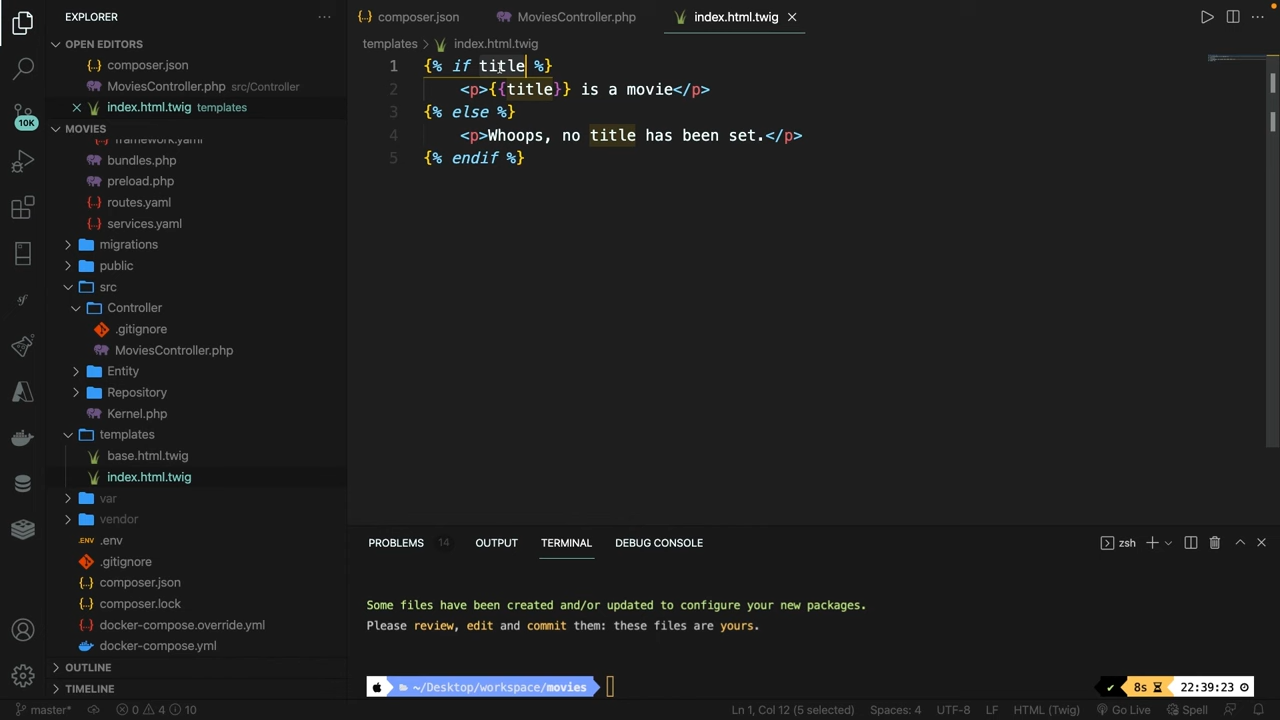 EXPLORER
OPEN EDITORS
composer.json
MoviesController.php src/Controller
index.html.twig templates
MOVIES
framework.yaml
bundles.php
preload.php
routes.yaml
services.yaml
migrations
public
src
Controller
.gitignore
MoviesController.php
Entity
Repository
Kernel.php
templates
base.html.twig
index.html.twig
var
vendor
.env
.gitignore
composer.json
composer.lock
docker-compose.override.yml
docker-compose.yml
OUTLINE
TIMELINE
10K
composer.json MoviesController.php index.html.twig
templates > index.html.twig
1 {% if title %}
2 <p>{{title}} is a movie</p>
3 {% else %}
4 <p>Whoops, no title has been set.</p>
5 {% endif %}
PROBLEMS 14 OUTPUT TERMINAL DEBUG CONSOLE zsh
Some files have been created and/or updated to configure your new packages.
Please review, edit and commit them: these files are yours.
~/Desktop/workspace/movies ✔ 8s 22:39:23
master* 0 4 10 Ln 1, Col 12 (5 selected) Spaces: 4 UTF-8 LF HTML (Twig) Go Live Spell